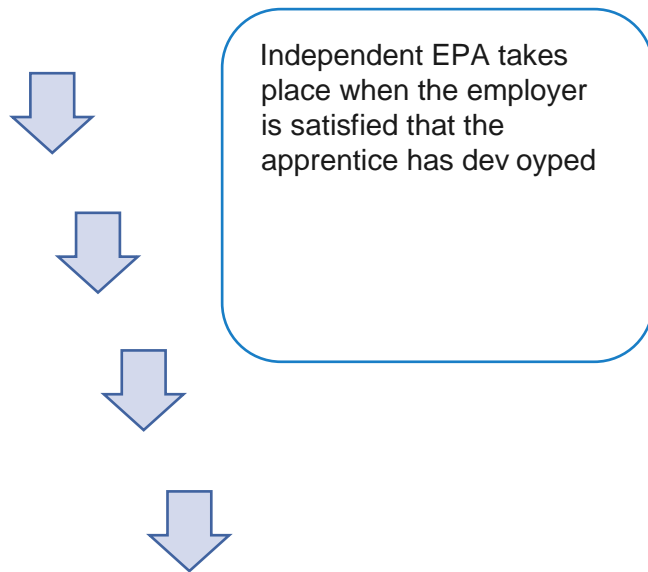 Independent EPA takes
place when the employer
is satisfied that the
apprentice has dev oyped